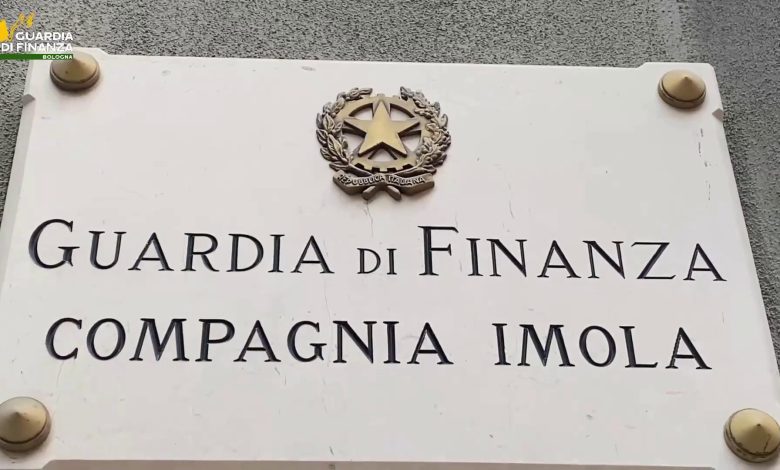 GUARDIA
DI FINANZA
BOLOGNA
REPUBBLICA ITALIANA
GUARDIA DI FINANZA
COMPAGNIA IMOLA